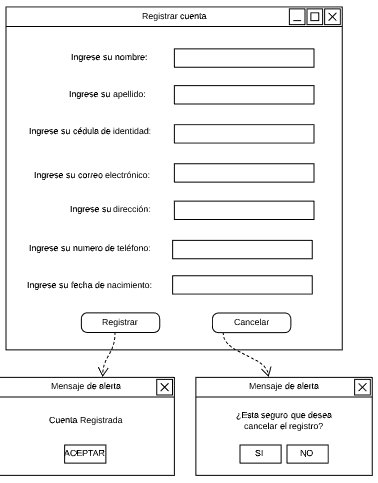 Registrar cuenta
Ingrese su nombre:
Ingrese su apellido:
Ingrese su cédula de identidad:
Ingrese su correo electrónico:
Ingrese su dirección:
Ingrese su numero de teléfono:
Ingrese su fecha de nacimiento:
Registrar
Cancelar
Mensaje de alerta
Cuenta Registrada
ACEPTAR
Mensaje de alerta
¿Esta seguro que desea
cancelar el registro?
SI
NO